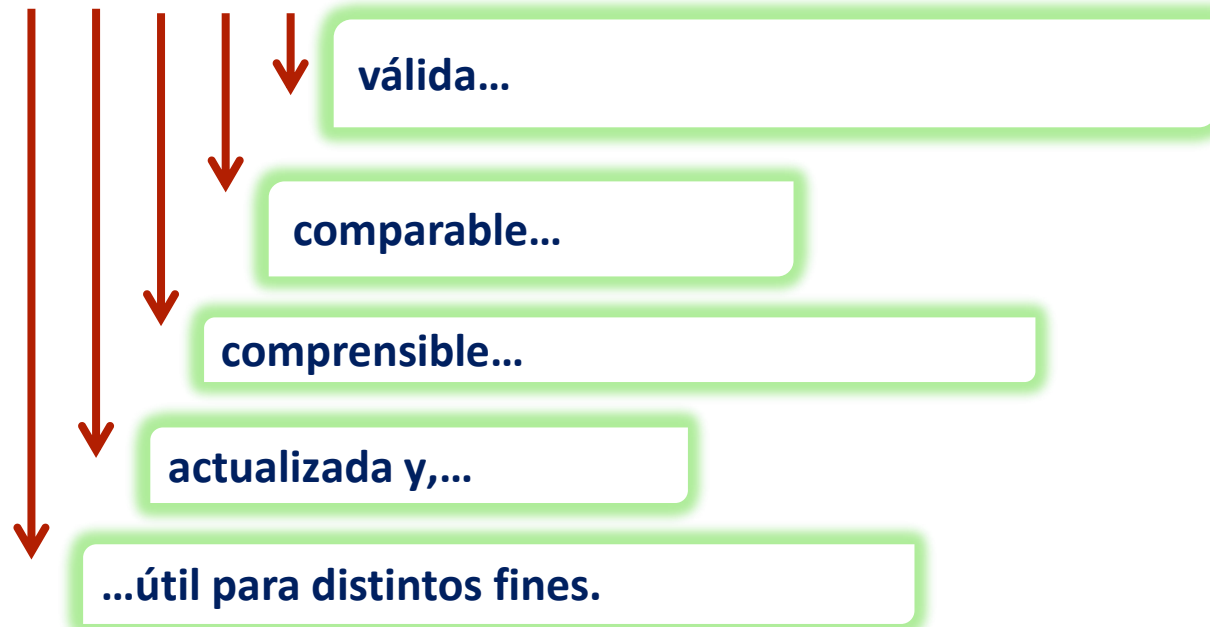 válida…
comparable…
comprensible…
actualizada y,…
…útil para distintos fines.